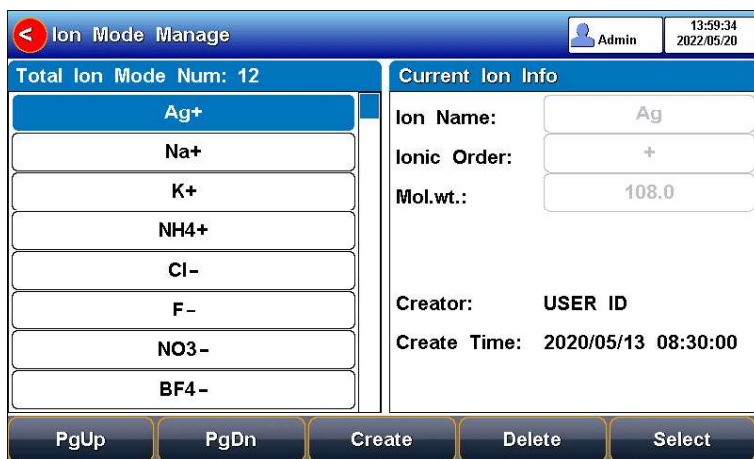 < Ion Mode Manage
Admin
13:59:34
2022/05/20
Total Ion Mode Num: 12
Ag+
Na+
K+
NH4+
Cl-
F-
NO3-
BF4-
Current Ion Info
Ion Name: Ag
Ionic Order: +
Mol.wt.: 108.0
Creator: USER ID
Create Time: 2020/05/13 08:30:00
PgUp PgDn Create Delete Select